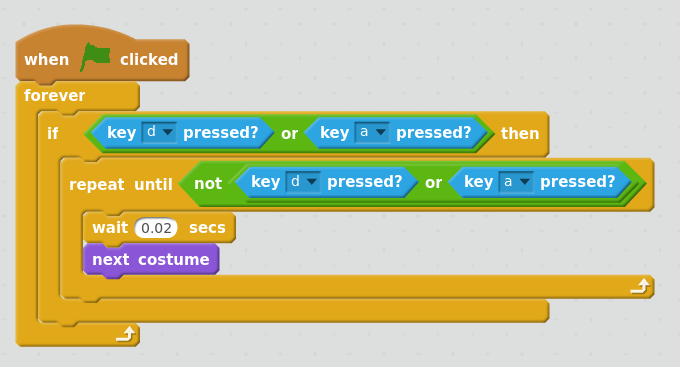 when clicked
forever
if key d pressed? or key a pressed? then
repeat until not key d pressed? or key a pressed?
wait 0.02 secs
next costume